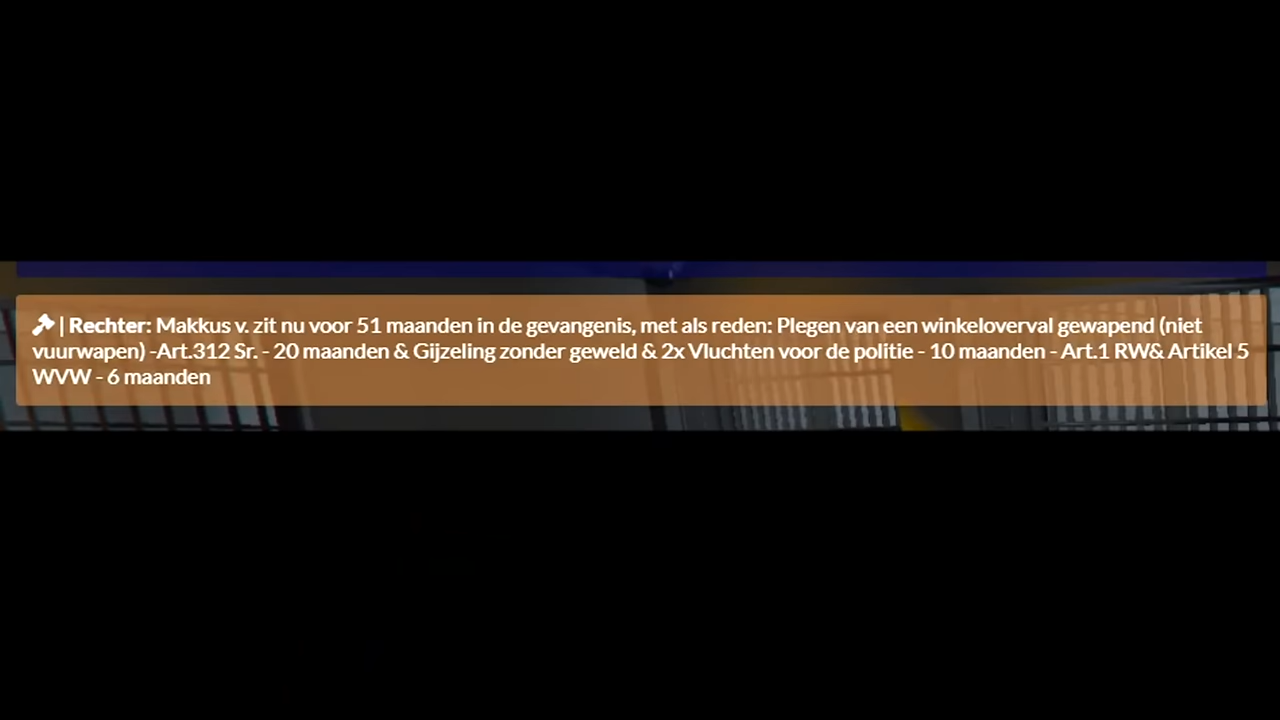 | Rechter: Makkus v. zit nu voor 51 maanden in de gevangenis, met als reden: Plegen van een winkeloverval gewapend (niet
vuurwapen) -Art.312 Sr. - 20 maanden & Gijzeling zonder geweld & 2x Vluchten voor de politie - 10 maanden - Art.1 RW& Artikel 5
WVW - 6 maanden